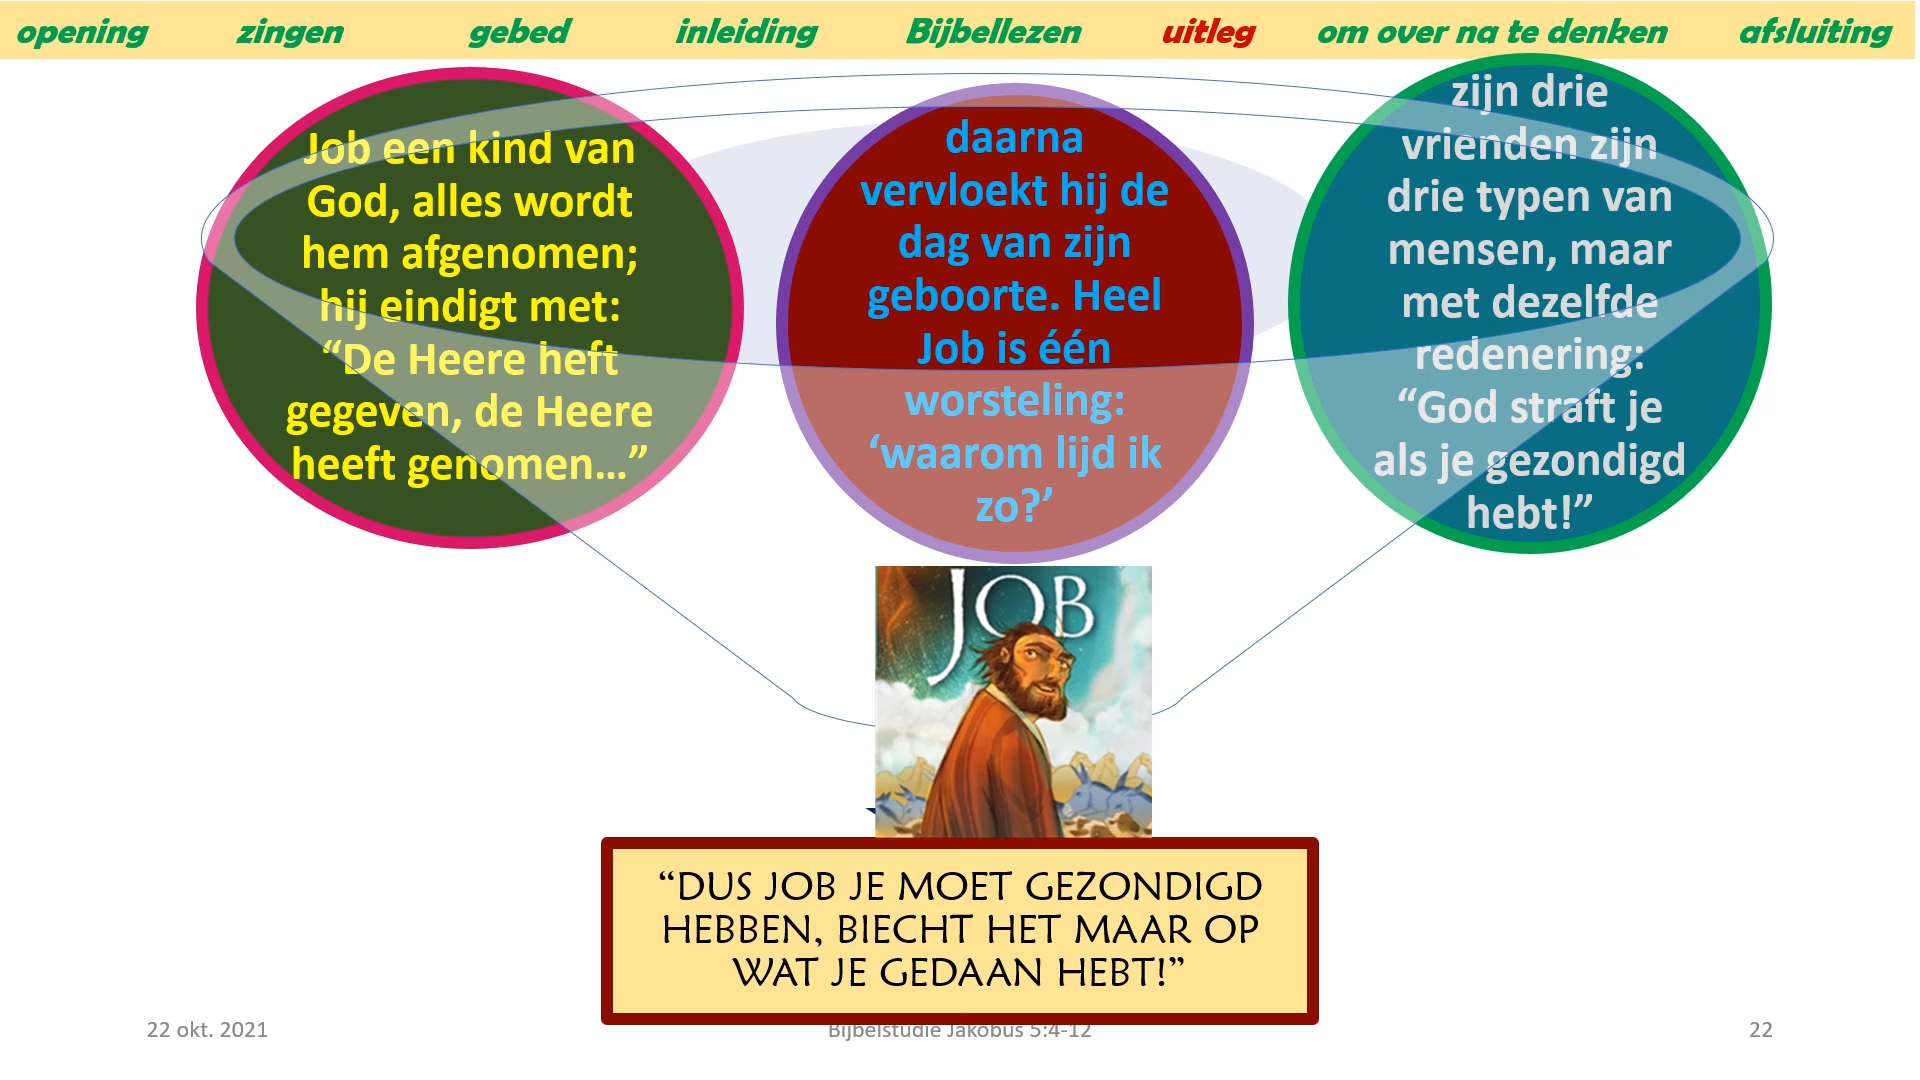 opening zingen gebed inleiding Bijbellezen uitleg om over na te denken afsluiting
Job een kind van
God, alles wordt
hem afgenomen;
hij eindigt met:
“De Heere heft
gegeven, de Heere
heeft genomen…”
daarna
vervloekt hij de
dag van zijn
geboorte. Heel
Job is één
worsteling:
‘waarom lijd ik
zo?’
zijn drie
vrienden zijn
drie typen van
mensen, maar
met dezelfde
redenering:
“God straft je
als je gezondigd
hebt!”
JOB
“DUS JOB JE MOET GEZONDIGD
HEBBEN, BIECHT HET MAAR OP
WAT JE GEDAAN HEBT!”
22 okt. 2021 Bijbelstudie Jakobus 5:4-12 22